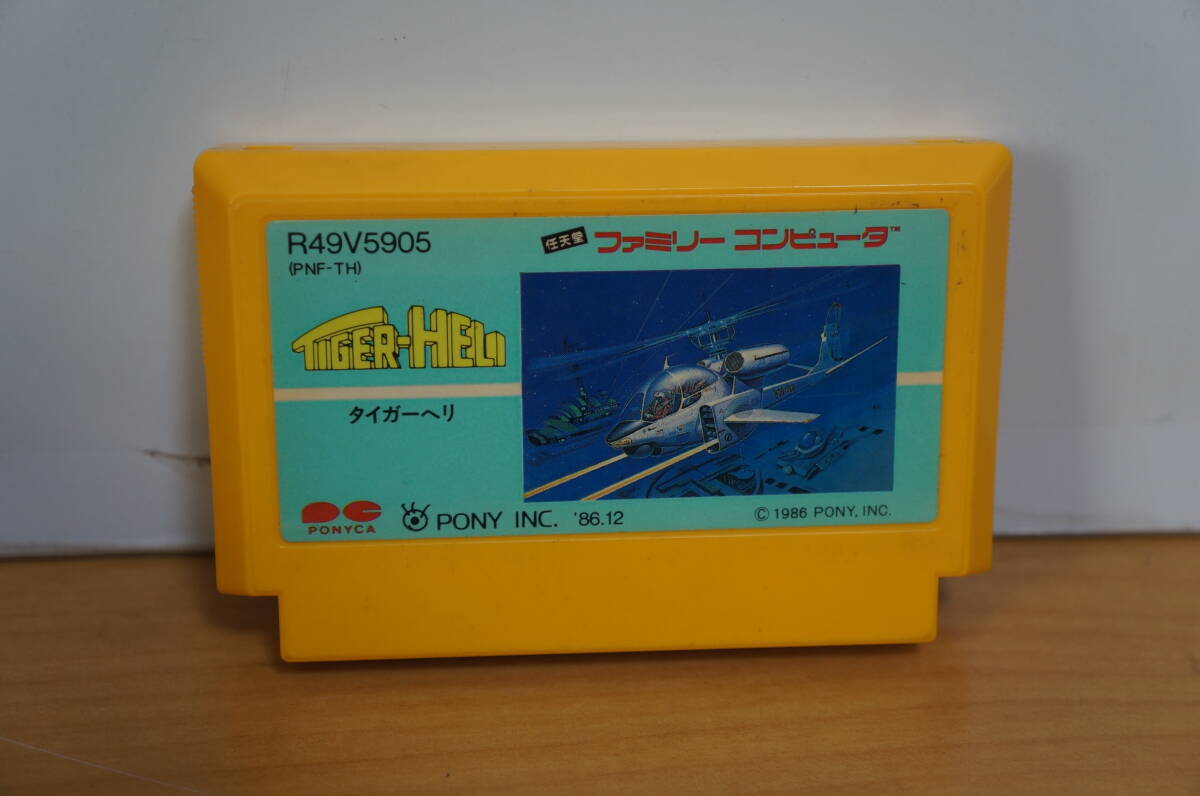 R49V5905
(PNF-TH)
任天堂 ファミリー コンピュータ™
TIGER-HELI
タイガーヘリ
PONYCA
PONY INC. '86.12
© 1986 PONY, INC.